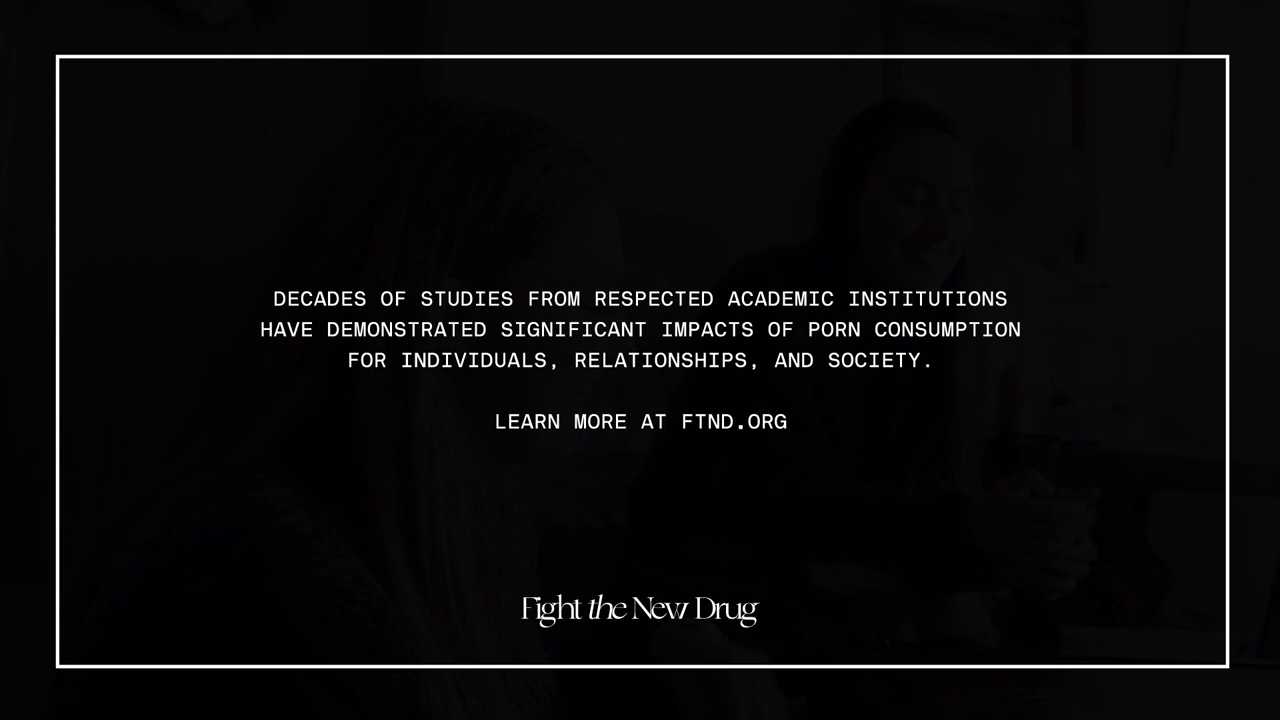 DECADES OF STUDIES FROM RESPECTED ACADEMIC INSTITUTIONS
HAVE DEMONSTRATED SIGNIFICANT IMPACTS OF PORN CONSUMPTION
FOR INDIVIDUALS, RELATIONSHIPS, AND SOCIETY.
LEARN MORE AT FTND.ORG
Fight the New Drug